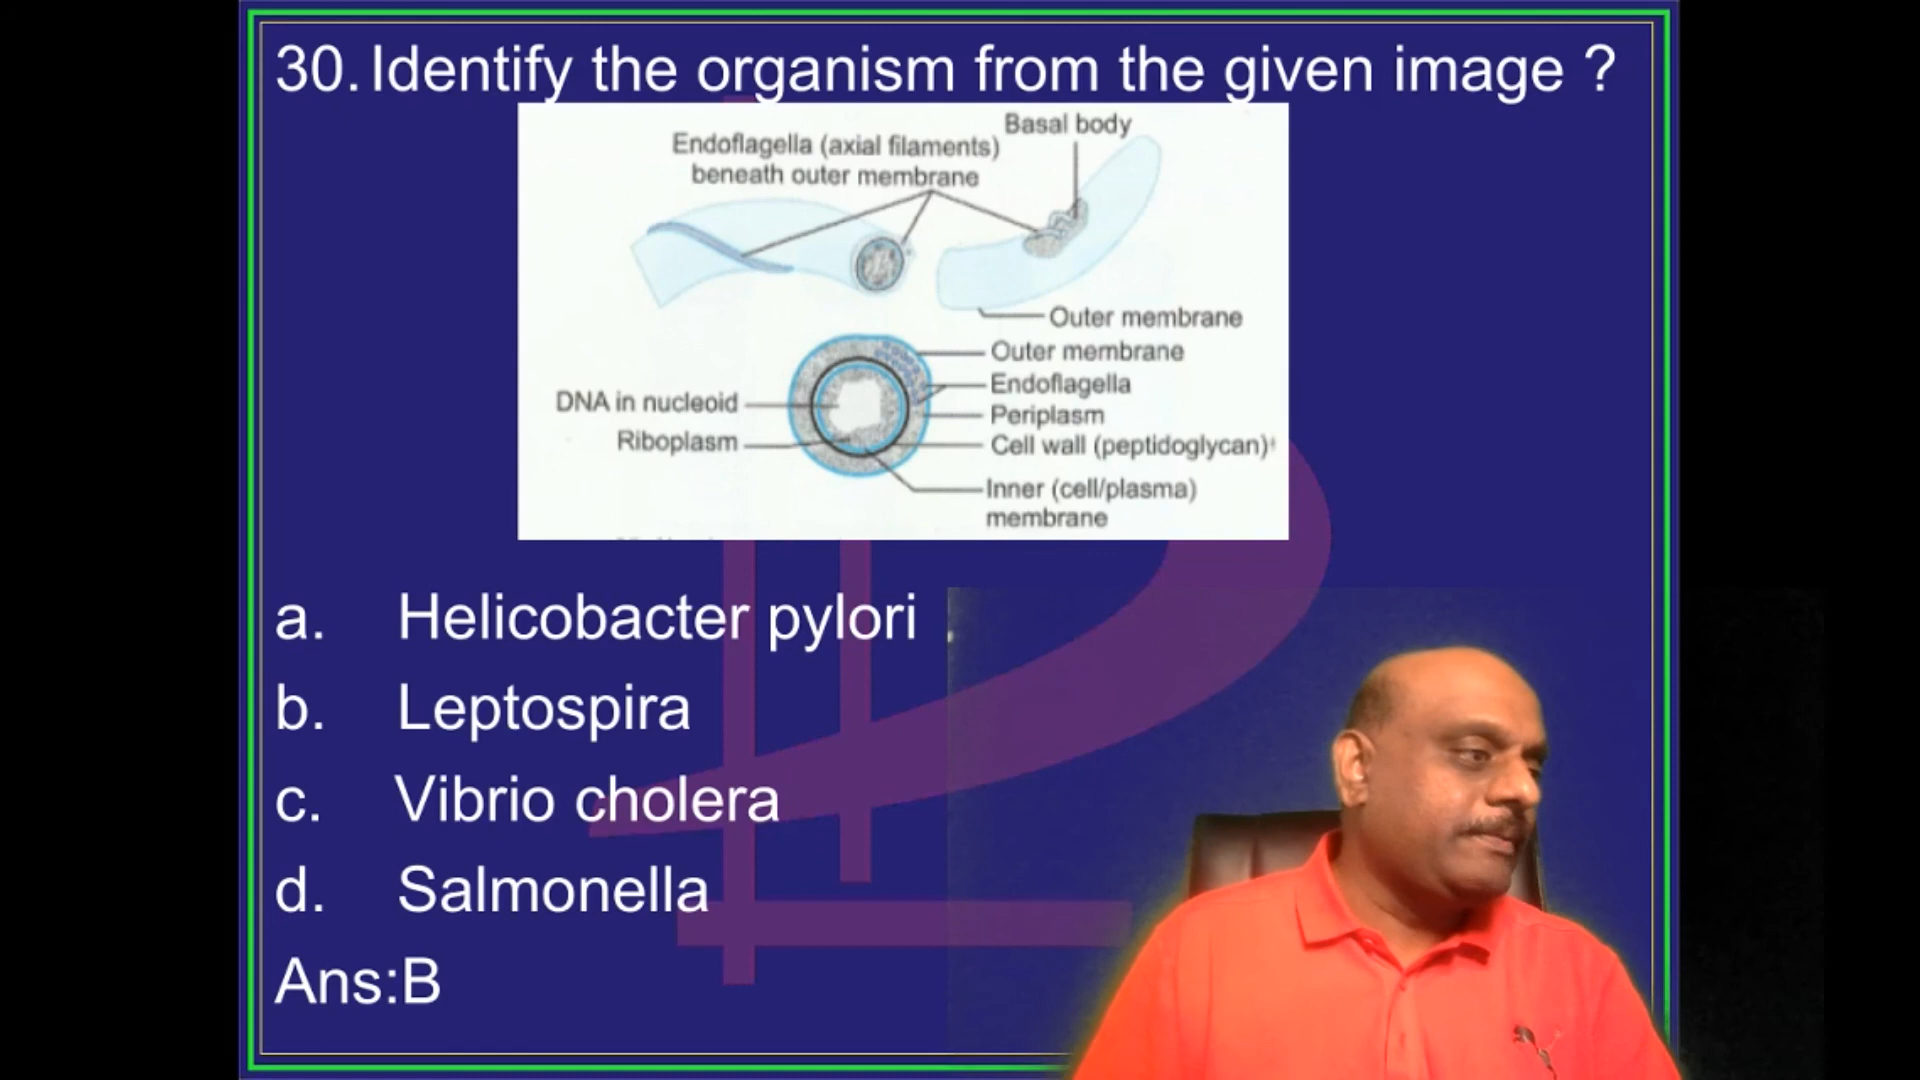 30. Identify the organism from the given image ?
Basal body
Endoflagella (axial filaments)
beneath outer membrane
Outer membrane
Outer membrane
Endoflagella
DNA in nucleoid
Periplasm
Riboplasm
Cell wall (peptidoglycan)
Inner (cell/plasma)
membrane
a. Helicobacter pylori
b. Leptospira
c. Vibrio cholera
d. Salmonella
Ans:B